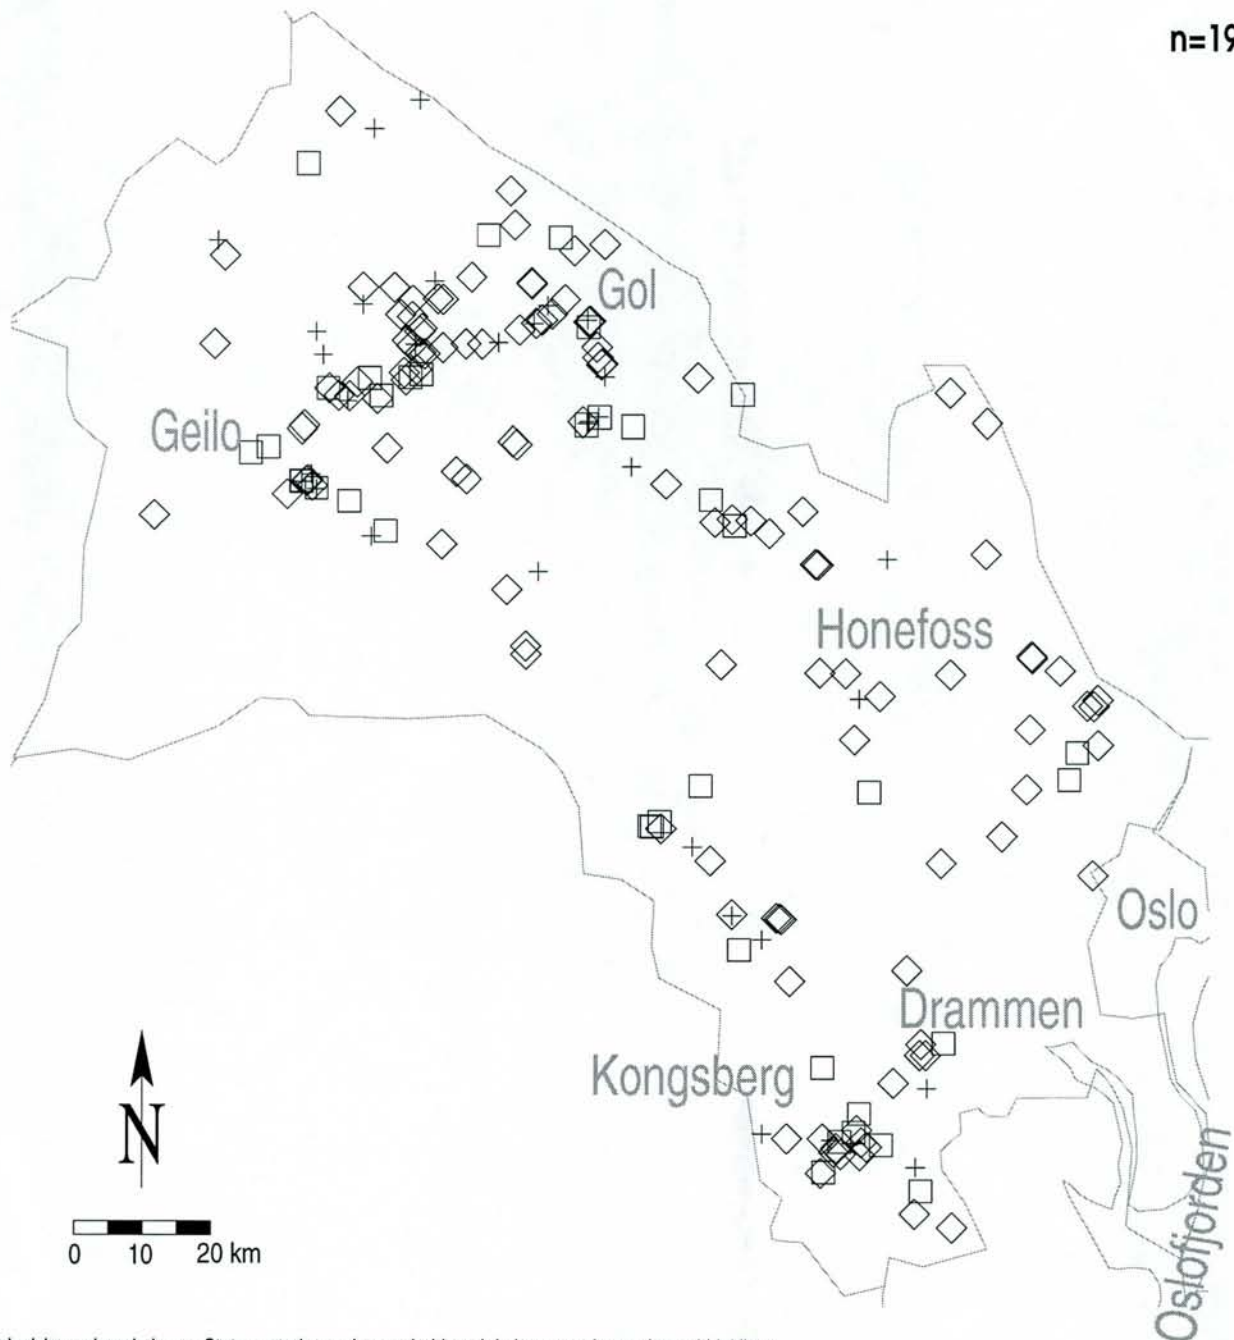 n=19
Gol
Geilo
Honefoss
Oslo
Drammen
Kongsberg
N
0 10 20 km
Oslofjorden